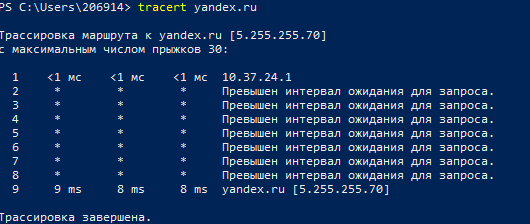 PS C:\Users\206914> tracert yandex.ru
Трассировка маршрута к yandex.ru [5.255.255.70]
с максимальным числом прыжков 30:
1 <1 мс <1 мс <1 мс 10.37.24.1
2 * * * Превышен интервал ожидания для запроса.
3 * * * Превышен интервал ожидания для запроса.
4 * * * Превышен интервал ожидания для запроса.
5 * * * Превышен интервал ожидания для запроса.
6 * * * Превышен интервал ожидания для запроса.
7 * * * Превышен интервал ожидания для запроса.
8 * * * Превышен интервал ожидания для запроса.
9 9 ms 8 ms 8 ms yandex.ru [5.255.255.70]
Трассировка завершена.